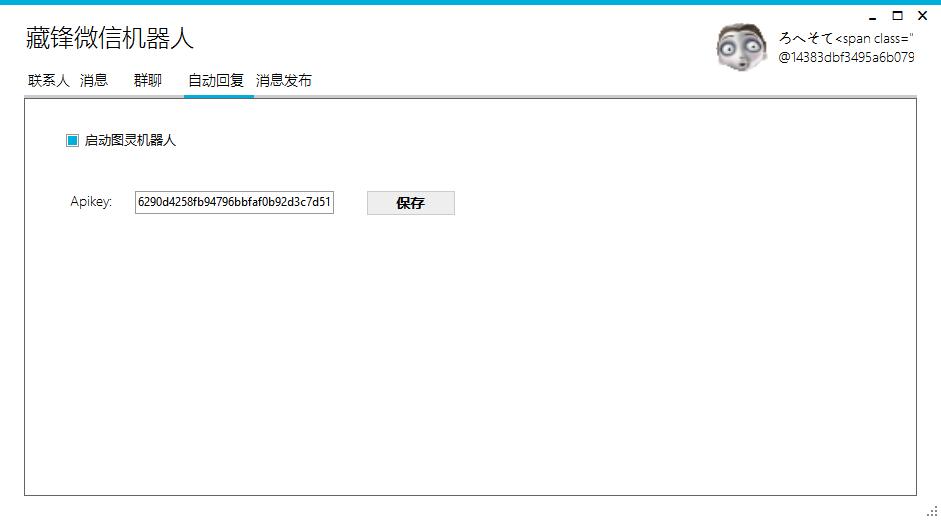 藏锋微信机器人
ろへそて<span class="
@14383dbf3495a6b079
联系人 消息 群聊 自动回复 消息发布
启动图灵机器人
Apikey: 6290d4258fb94796bbfaf0b92d3c7d51 保存